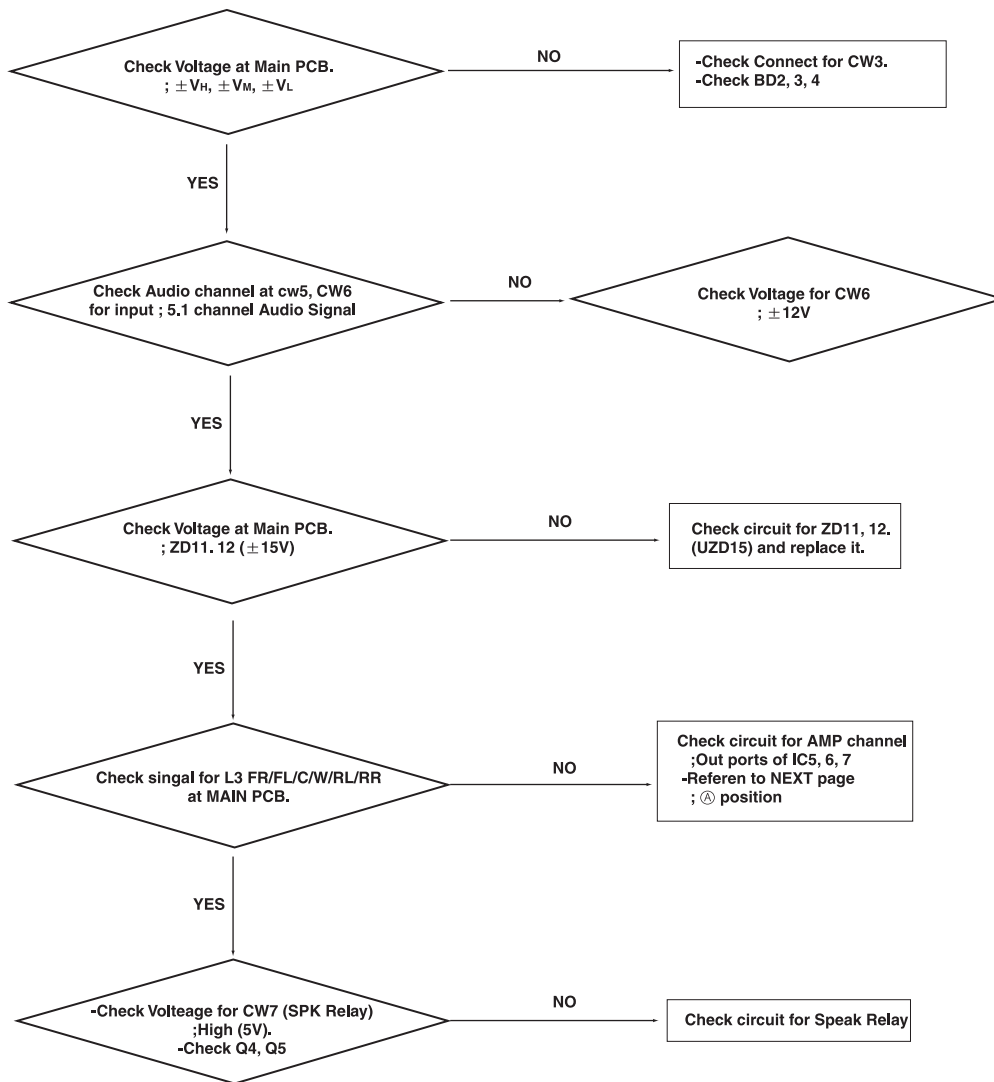 Check Voltage at Main PCB.
; ±VH, ±VM, ±VL
NO
-Check Connect for CW3.
-Check BD2, 3, 4
YES
Check Audio channel at cw5, CW6
for input ; 5.1 channel Audio Signal
NO
Check Voltage for CW6
; ±12V
YES
Check Voltage at Main PCB.
; ZD11. 12 (±15V)
NO
Check circuit for ZD11, 12.
(UZD15) and replace it.
YES
Check singal for L3 FR/FL/C/W/RL/RR
at MAIN PCB.
NO
Check circuit for AMP channel
;Out ports of IC5, 6, 7
-Referen to NEXT page
; Ⓐ position
YES
-Check Volteage for CW7 (SPK Relay)
;High (5V).
-Check Q4, Q5
NO
Check circuit for Speak Relay